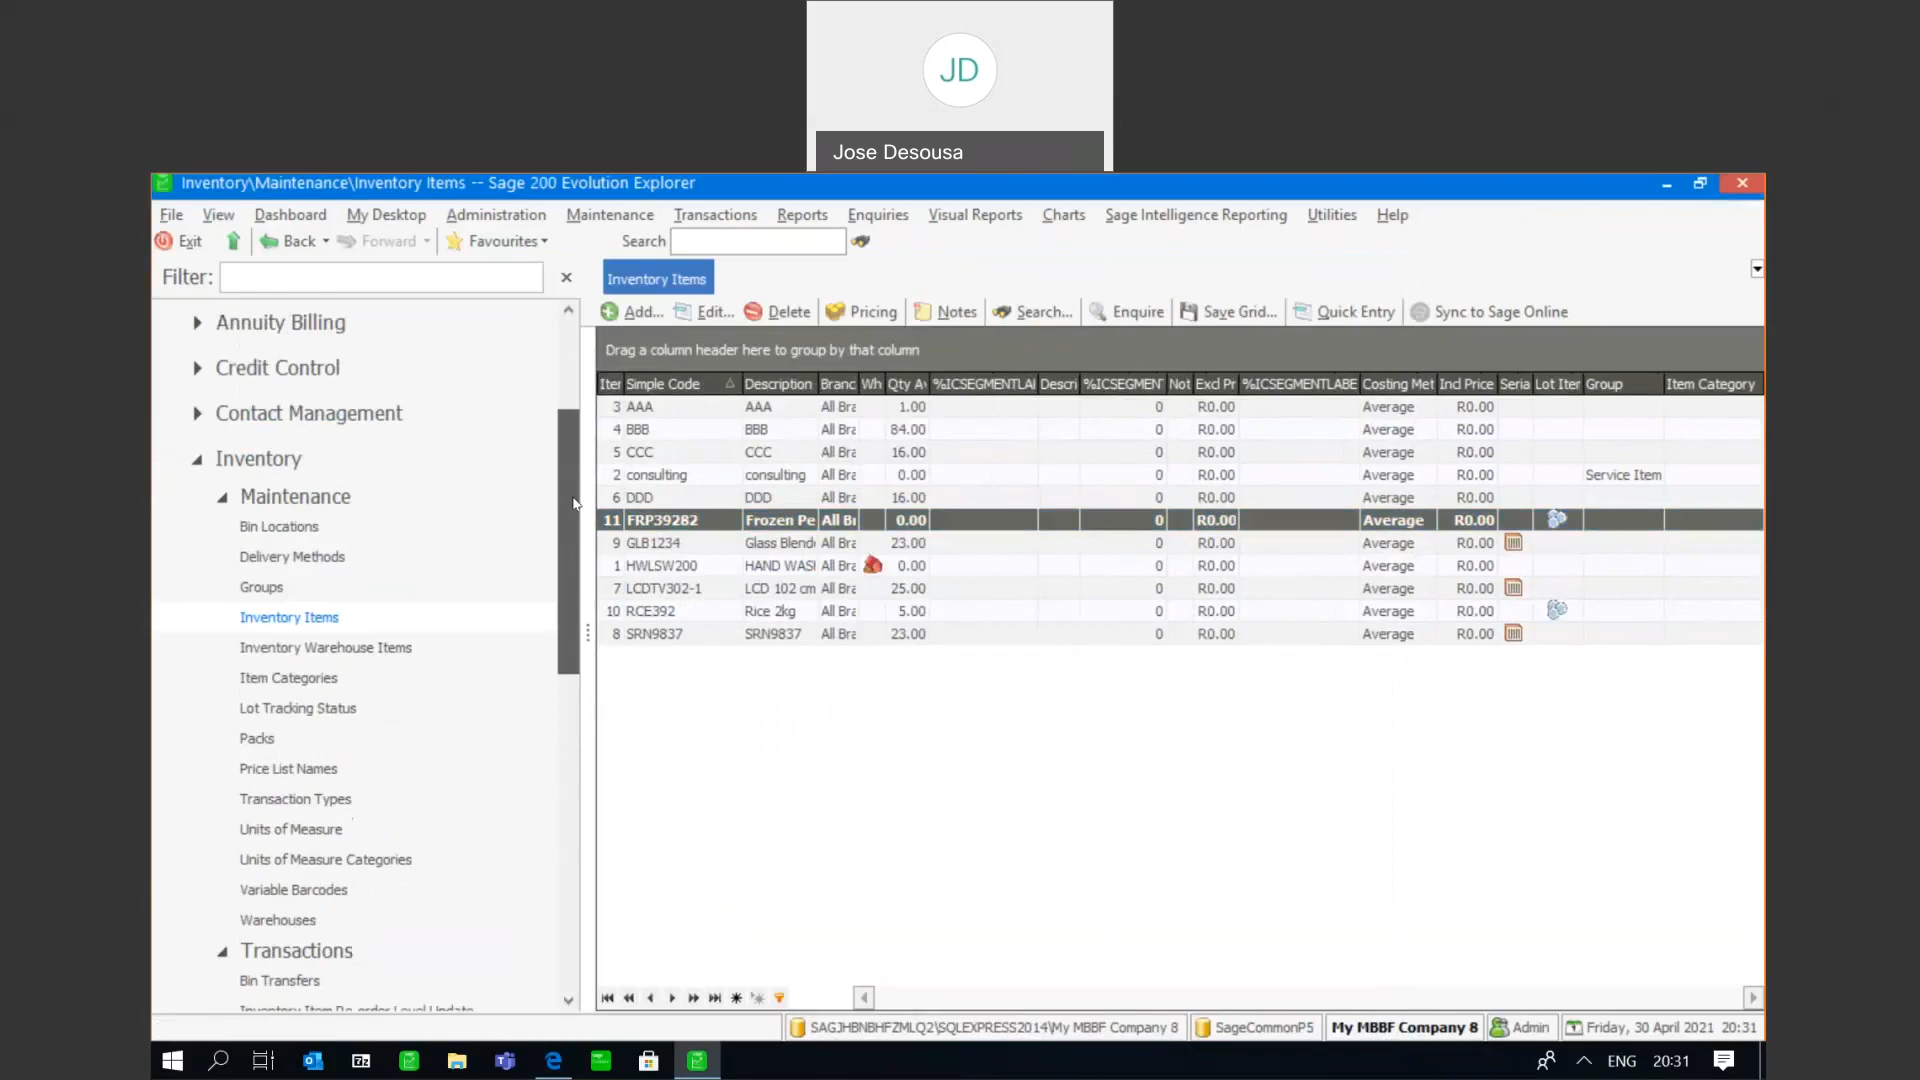 JD
Jose Desousa
Inventory\Maintenance\Inventory Items -- Sage 200 Evolution Explorer
File View Dashboard My Desktop Administration Maintenance Transactions Reports Enquiries Visual Reports Charts Sage Intelligence Reporting Utilities Help
Exit Back Forward Favourites Search
Filter:
Inventory Items
Add... Edit... Delete Pricing Notes Search... Enquire Save Grid... Quick Entry Sync to Sage Online
Drag a column header here to group by that column
Iter Simple Code Description Branc Wh Qty A %ICSEGMENTLAI Descri %ICSEGMENT Not Excl Pr %ICSEGMENTLABE Costing Met Incl Price Seria Lot Iter Group Item Category
3 AAA AAA All Bra 1.00 0 R0.00 Average R0.00
4 BBB BBB All Bra 84.00 0 R0.00 Average R0.00
5 CCC CCC All Bra 16.00 0 R0.00 Average R0.00
2 consulting consulting All Bra 0.00 0 R0.00 Average R0.00 Service Item
6 DDD DDD All Bra 16.00 0 R0.00 Average R0.00
11 FRP39282 Frozen Pe All Bi 0.00 0 R0.00 Average R0.00
9 GLB1234 Glass Blend All Bra 23.00 0 R0.00 Average R0.00
1 HWLSW200 HAND WASI All Bra 0.00 0 R0.00 Average R0.00
7 LCDTV302-1 LCD 102 cm All Bra 25.00 0 R0.00 Average R0.00
10 RCE392 Rice 2kg All Bra 5.00 0 R0.00 Average R0.00
8 SRN9837 SRN9837 All Bra 23.00 0 R0.00 Average R0.00
Annuity Billing
Credit Control
Contact Management
Inventory
Maintenance
Bin Locations
Delivery Methods
Groups
Inventory Items
Inventory Warehouse Items
Item Categories
Lot Tracking Status
Packs
Price List Names
Transaction Types
Units of Measure
Units of Measure Categories
Variable Barcodes
Warehouses
Transactions
Bin Transfers
Inventory Item Re-order Level Update
SAGJHBNBHFZMLQ2\SQLEXPRESS2014\My MBBF Company 8 SageCommonP5 My MBBF Company 8 Admin Friday, 30 April 2021 20:31
ENG 20:31